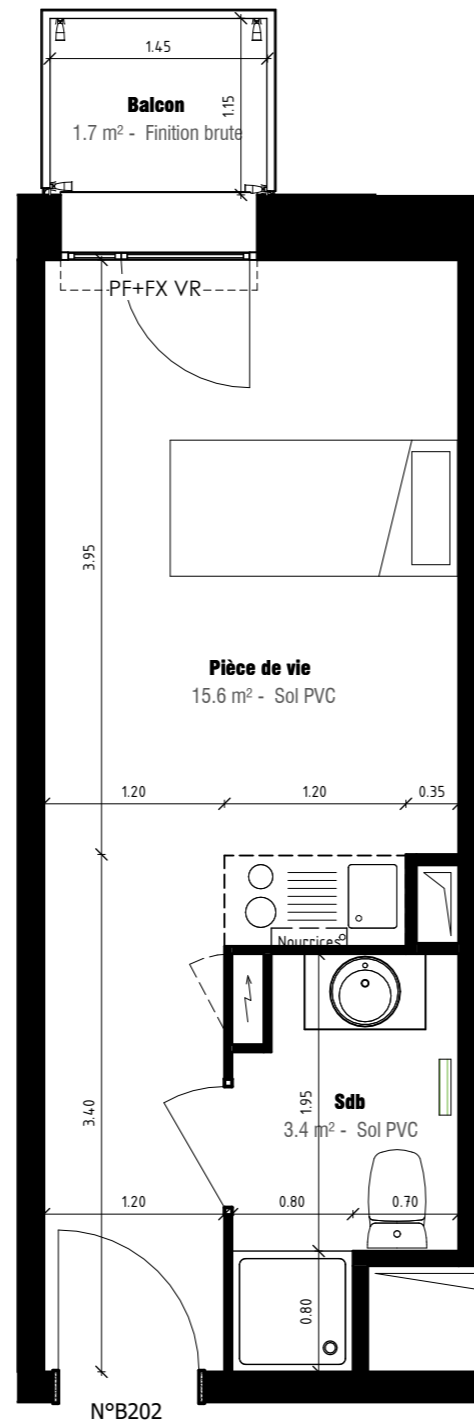 1.45
Balcon
1.15
1.7 m² - Finition brute
PF+FX VR
3.95
Pièce de vie
15.6 m² - Sol PVC
1.20
1.20
0.35
Nourrices
3.40
1.95
Sdb
3.4 m² - Sol PVC
1.20
0.80
0.70
0.80
N°B202